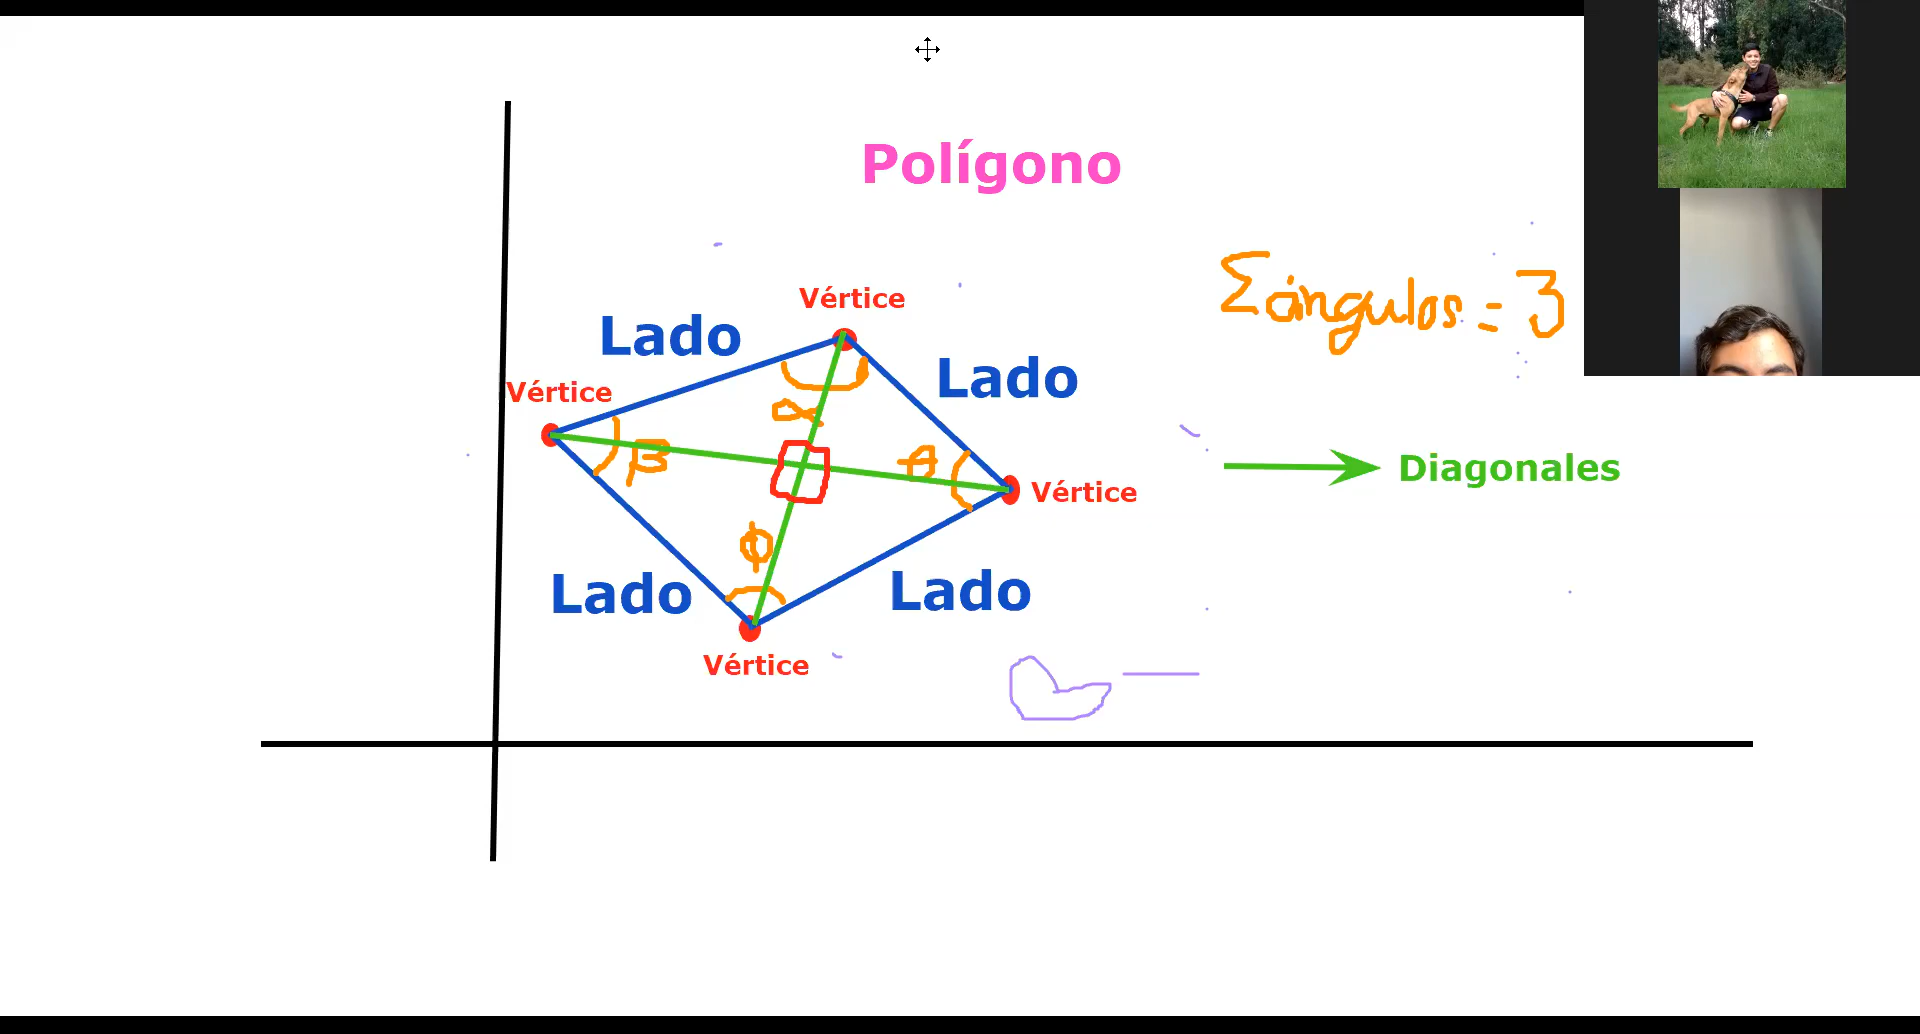 Polígono
Σángulos = 3
Vértice
Lado
Lado
Vértice
α
β
θ
Diagonales
Vértice
ϕ
Lado
Lado
Vértice